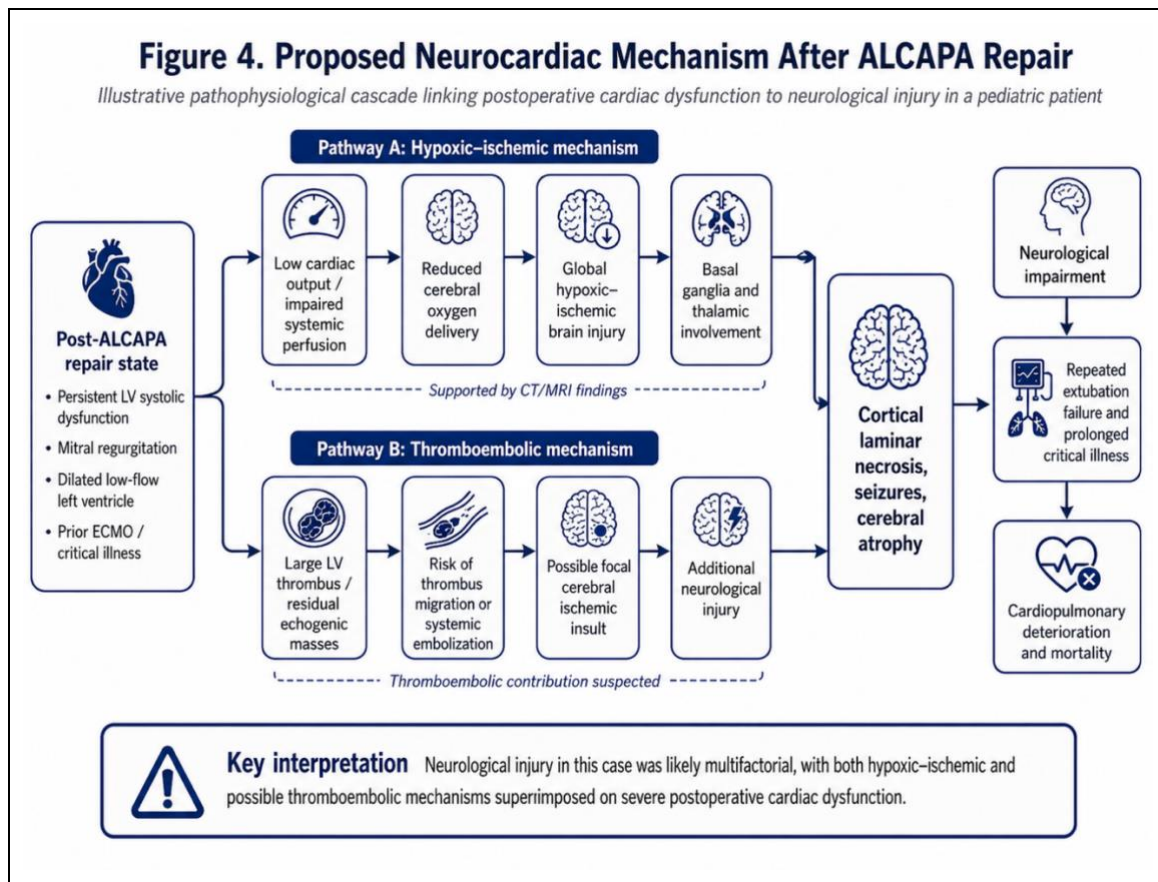 Figure 4. Proposed Neurocardiac Mechanism After ALCAPA Repair
Illustrative pathophysiological cascade linking postoperative cardiac dysfunction to neurological injury in a pediatric patient
Post-ALCAPA
repair state
• Persistent LV systolic
dysfunction
• Mitral regurgitation
• Dilated low-flow
left ventricle
• Prior ECMO /
critical illness
Pathway A: Hypoxic–ischemic mechanism
Low cardiac
output /
impaired
systemic
perfusion
Reduced
cerebral
oxygen
delivery
Global
hypoxic–
ischemic
brain injury
Basal
ganglia and
thalamic
involvement
Supported by CT/MRI findings
Pathway B: Thromboembolic mechanism
Large LV
thrombus /
residual
echogenic
masses
Risk of
thrombus
migration or
systemic
embolization
Possible focal
cerebral
ischemic
insult
Additional
neurological
injury
Thromboembolic contribution suspected
Cortical
laminar
necrosis,
seizures,
cerebral
atrophy
Neurological
impairment
Repeated
extubation
failure and
prolonged
critical illness
Cardiopulmonary
deterioration
and mortality
Key interpretation Neurological injury in this case was likely multifactorial, with both hypoxic–ischemic and
possible thromboembolic mechanisms superimposed on severe postoperative cardiac dysfunction.